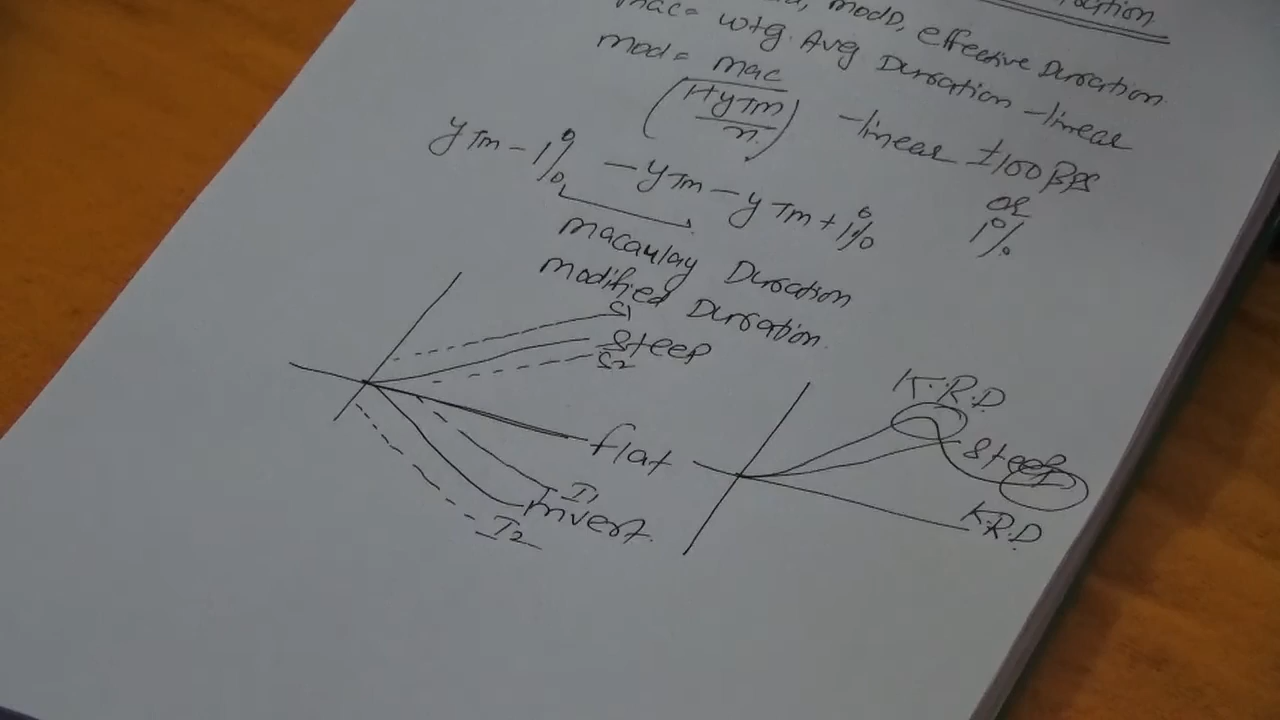 modD, effective Duration
mac= wtg. Avg Duration -linear
mod= mac
(1+yTm
n) -linear ±100 BPS
or
1%
yTm-1% -yTm-yTm+1%
macaulay Duration
modified Duration
S1
Steep
S2
flat
I1
invert
I2
K.R.D
Steep
K.R.D